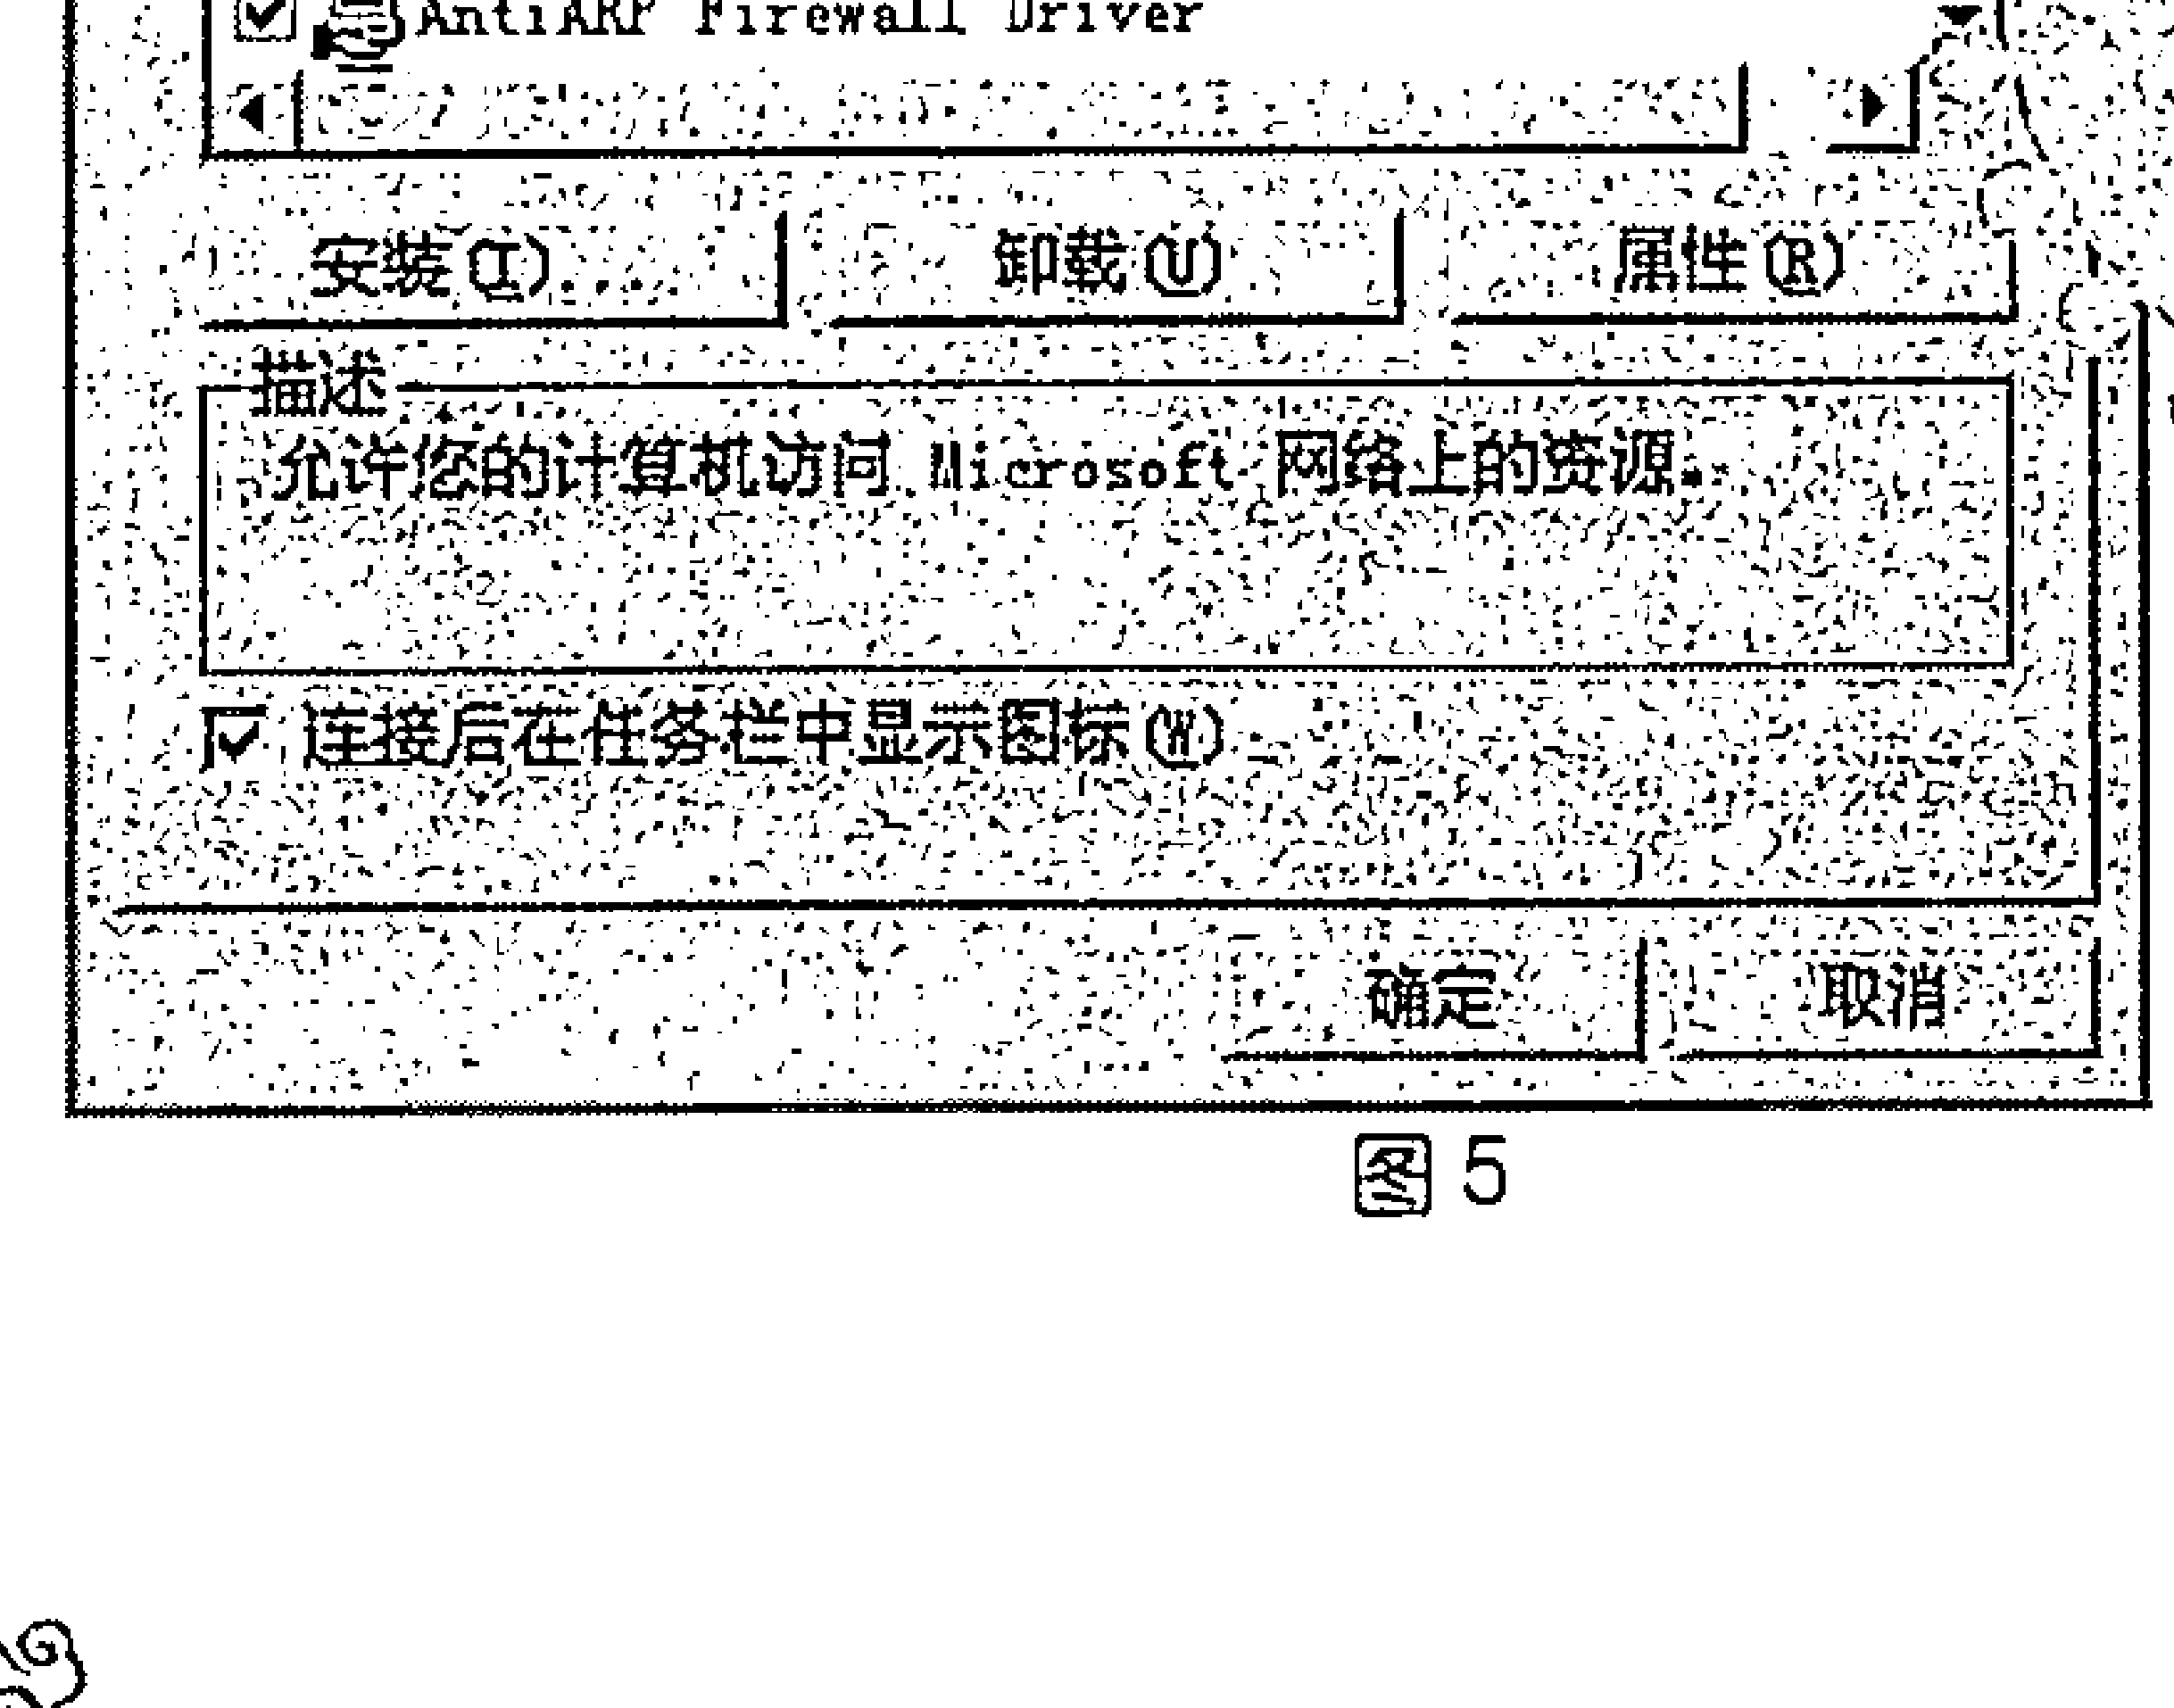 AntiARP Firewall Driver
安装(I) 卸载(U) 属性(R)
描述
允许您的计算机访问 Microsoft 网络上的资源。
连接后在任务栏中显示图标(W)
确定 取消
图 5